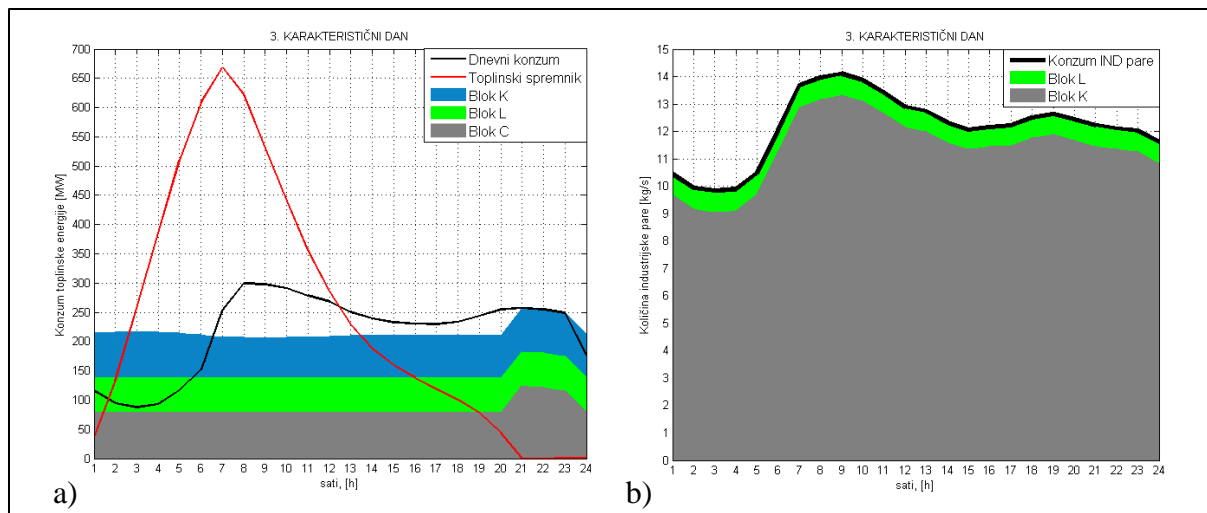 3. KARAKTERISTIČNI DAN
Konzum toplinske energije [MW]
700
650
600
550
500
450
400
350
300
250
200
150
100
50
0
Dnevni konzum
Toplinski spremnik
Blok K
Blok L
Blok C
1 2 3 4 5 6 7 8 9 10 11 12 13 14 15 16 17 18 19 20 21 22 23 24
sati, [h]
a)
3. KARAKTERISTIČNI DAN
Količina industrijske pare [kg/s]
15
14
13
12
11
10
9
8
7
6
5
4
3
2
1
0
Konzum IND pare
Blok L
Blok K
1 2 3 4 5 6 7 8 9 10 11 12 13 14 15 16 17 18 19 20 21 22 23 24
sati, [h]
b)